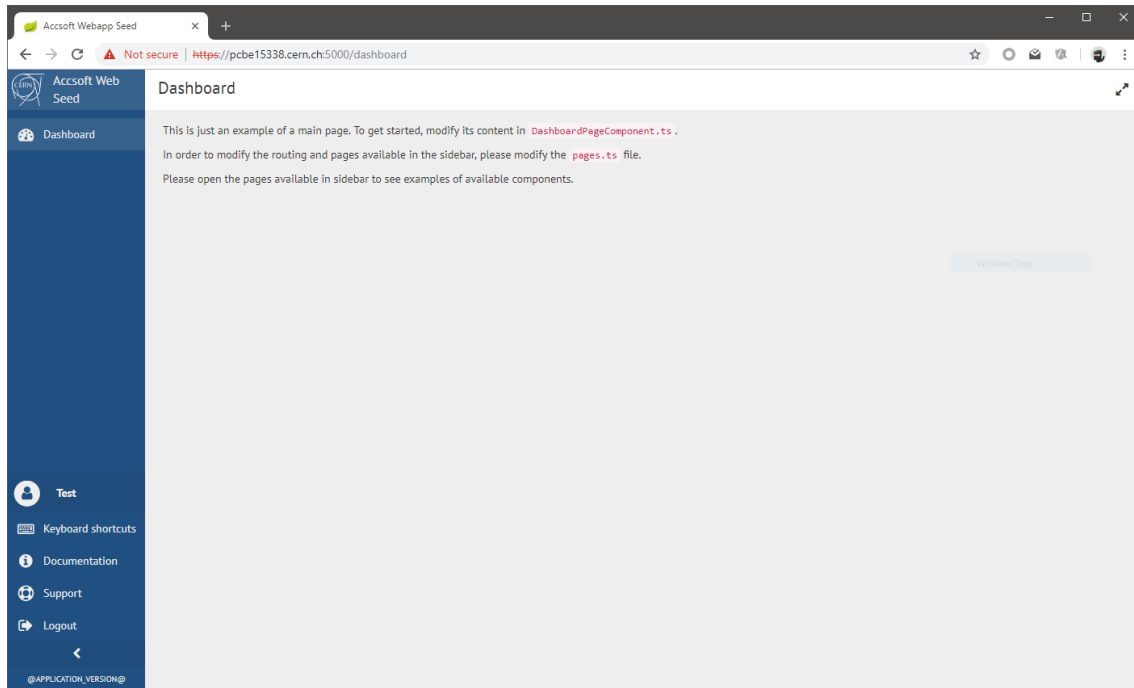 Accsoft Webapp Seed
Not secure | https://pcbe15338.cern.ch:5000/dashboard
CERN
Accsoft Web
Seed
Dashboard
Dashboard
This is just an example of a main page. To get started, modify its content in DashboardPageComponent.ts.
In order to modify the routing and pages available in the sidebar, please modify the pages.ts file.
Please open the pages available in sidebar to see examples of available components.
Window Snip
Test
Keyboard shortcuts
Documentation
Support
Logout
@APPLICATION_VERSION@